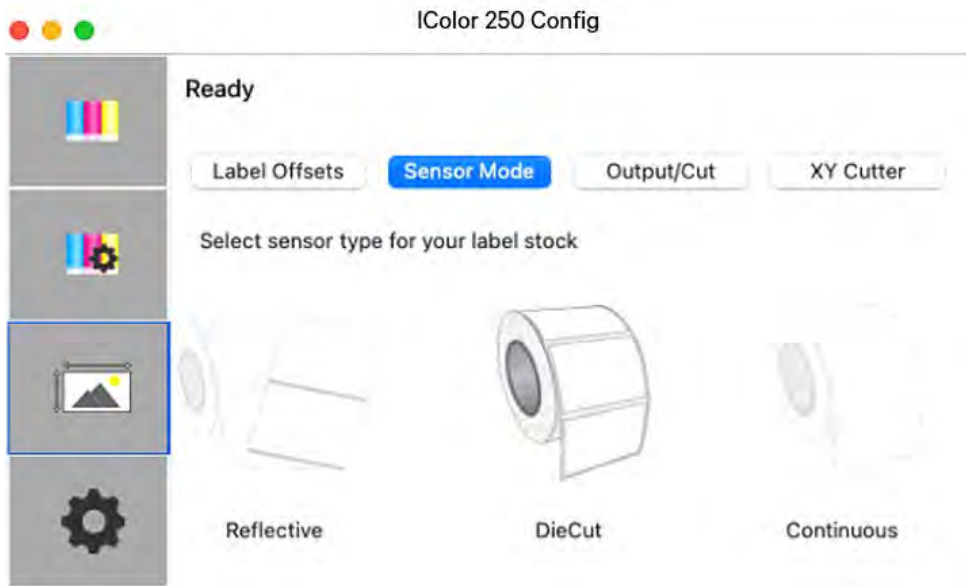 IColor 250 Config
Ready
Label Offsets Sensor Mode Output/Cut XY Cutter
Select sensor type for your label stock
Reflective DieCut Continuous